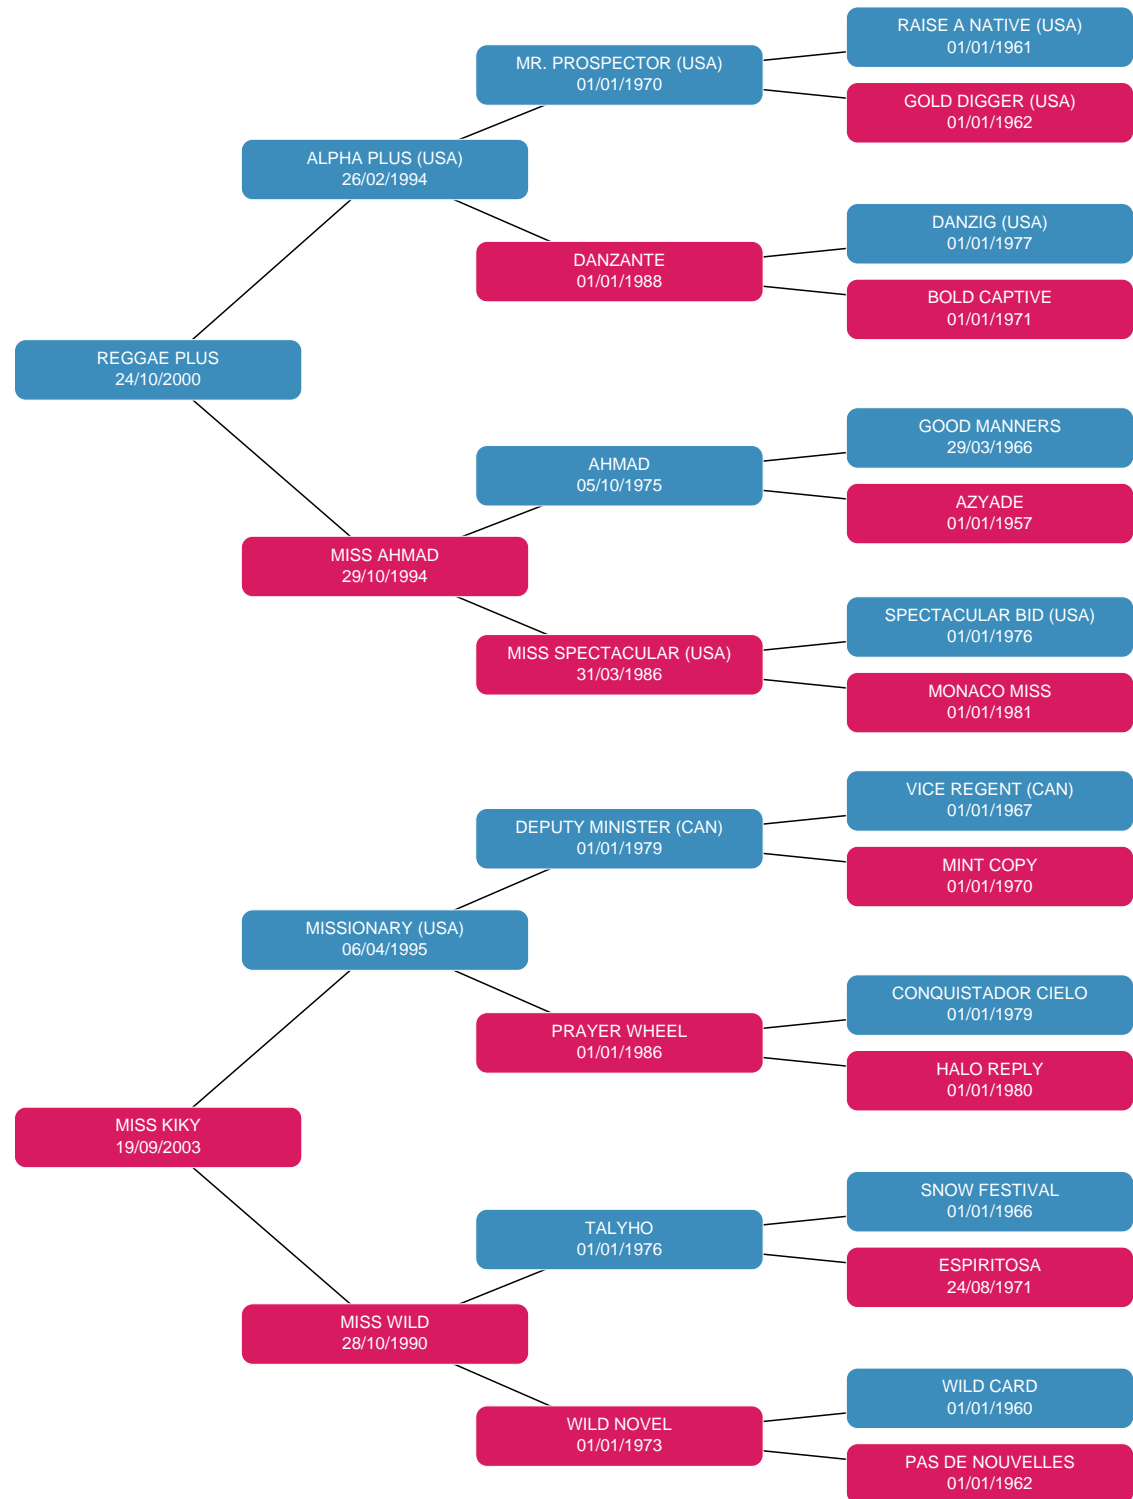 RAISE A NATIVE (USA)
01/01/1961
MR. PROSPECTOR (USA)
01/01/1970
GOLD DIGGER (USA)
01/01/1962
ALPHA PLUS (USA)
26/02/1994
DANZIG (USA)
01/01/1977
DANZANTE
01/01/1988
BOLD CAPTIVE
01/01/1971
REGGAE PLUS
24/10/2000
GOOD MANNERS
29/03/1966
AHMAD
05/10/1975
AZYADE
01/01/1957
MISS AHMAD
29/10/1994
SPECTACULAR BID (USA)
01/01/1976
MISS SPECTACULAR (USA)
31/03/1986
MONACO MISS
01/01/1981
VICE REGENT (CAN)
01/01/1967
DEPUTY MINISTER (CAN)
01/01/1979
MINT COPY
01/01/1970
MISSIONARY (USA)
06/04/1995
CONQUISTADOR CIELO
01/01/1979
PRAYER WHEEL
01/01/1986
HALO REPLY
01/01/1980
MISS KIKY
19/09/2003
SNOW FESTIVAL
01/01/1966
TALYHO
01/01/1976
ESPIRITOSA
24/08/1971
MISS WILD
28/10/1990
WILD CARD
01/01/1960
WILD NOVEL
01/01/1973
PAS DE NOUVELLES
01/01/1962